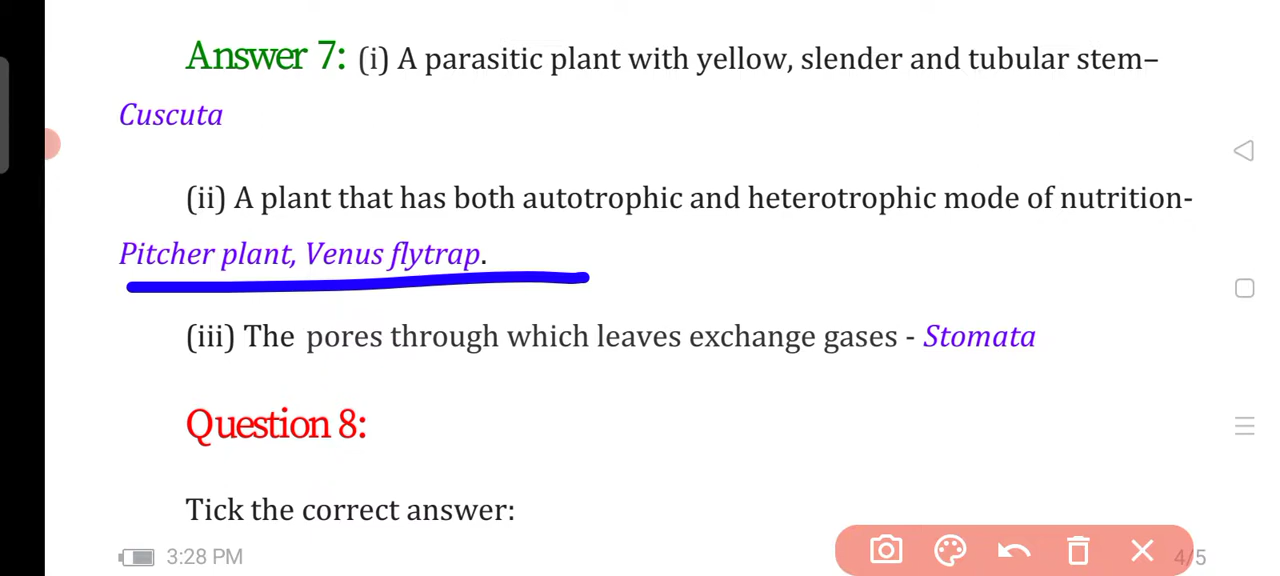 Answer 7: (i) A parasitic plant with yellow, slender and tubular stem–
Cuscuta
(ii) A plant that has both autotrophic and heterotrophic mode of nutrition-
Pitcher plant, Venus flytrap.
(iii) The pores through which leaves exchange gases - Stomata
Question 8:
Tick the correct answer:
3:28 PM
4/5